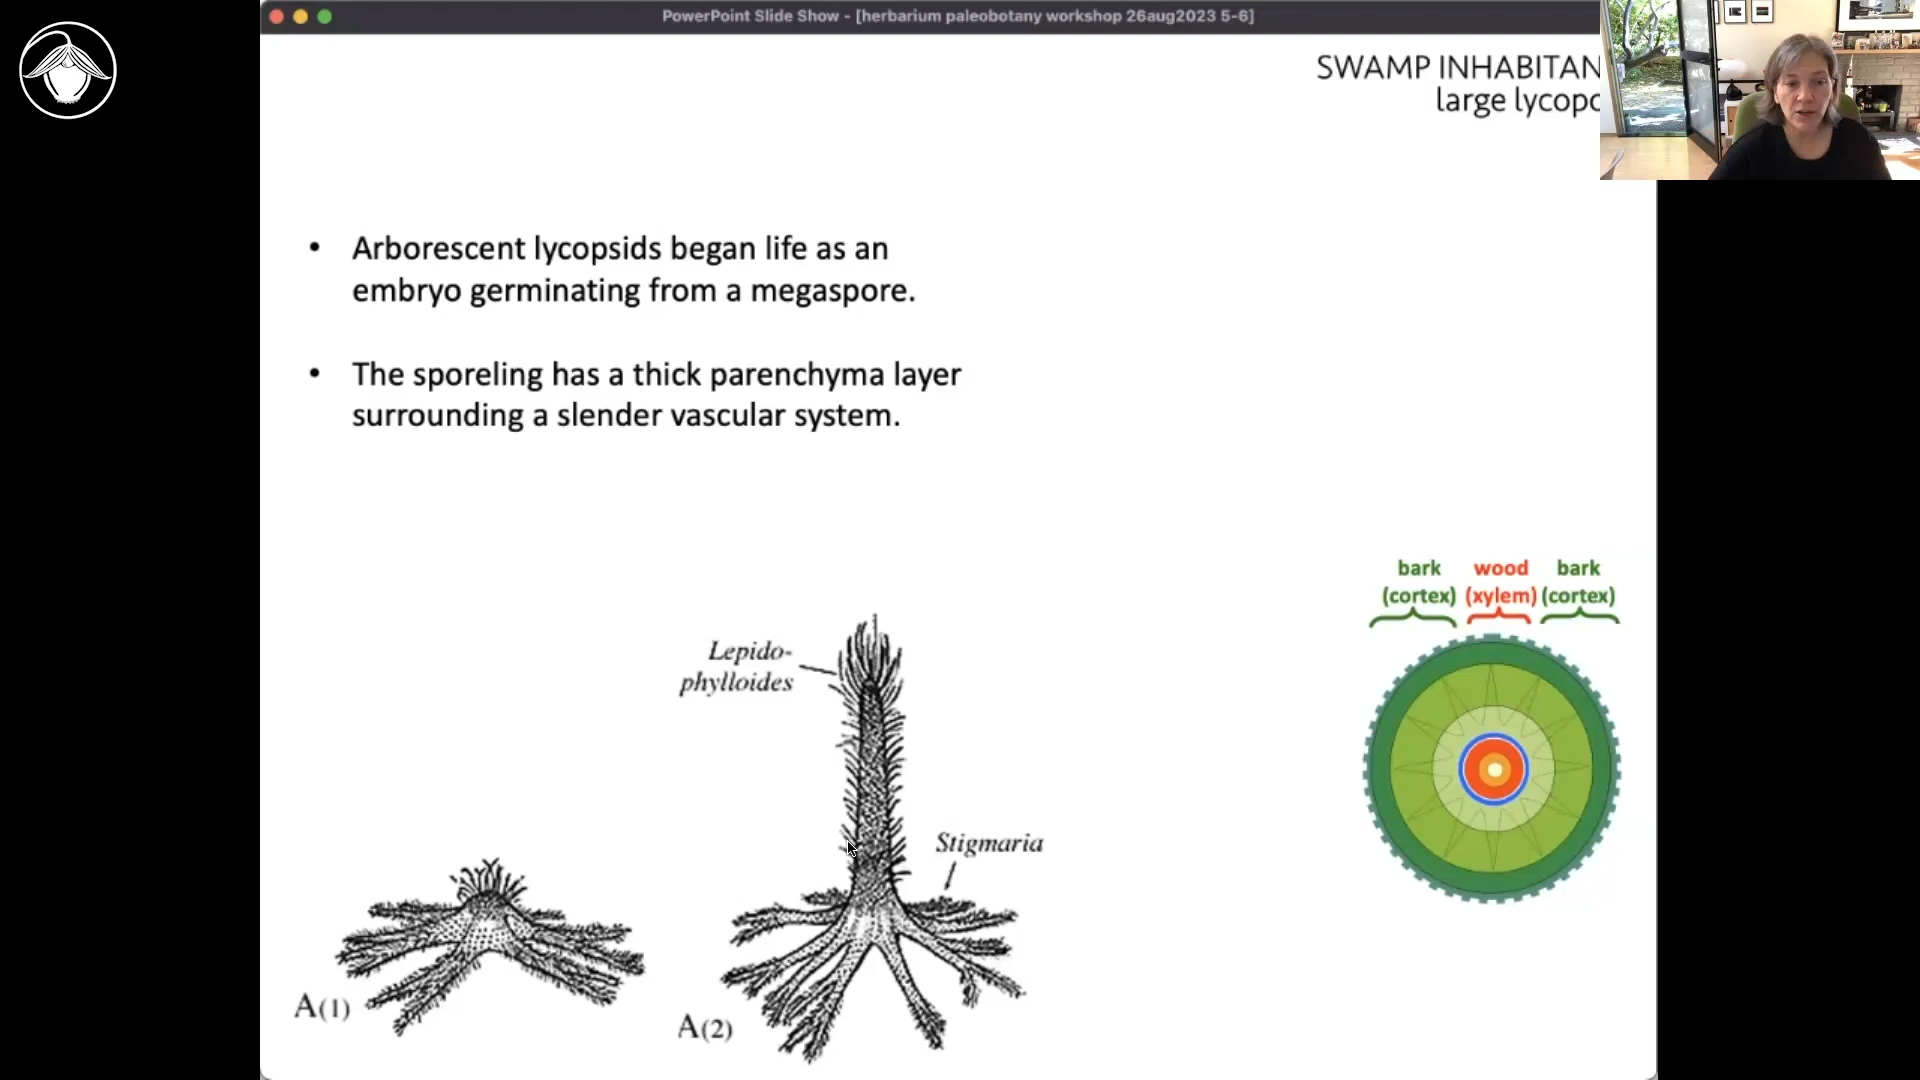 PowerPoint Slide Show - [herbarium paleobotany workshop 26aug2023 5-6]
SWAMP INHABITAN
large lycopo
• Arborescent lycopsids began life as an
embryo germinating from a megaspore.
• The sporeling has a thick parenchyma layer
surrounding a slender vascular system.
bark wood bark
(cortex) (xylem) (cortex)
Lepido-
phylloides
Stigmaria
A(1)
A(2)